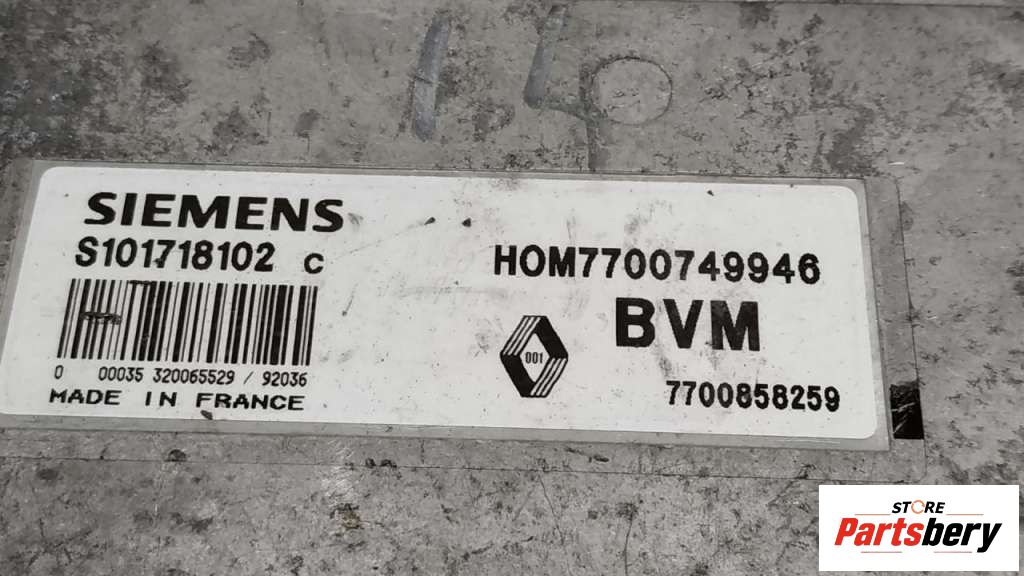 SIEMENS
S101718102 C
HOM7700749946
BVM
001
0 00035 320065529 / 92036
7700858259
MADE IN FRANCE
STORE
Partsbery